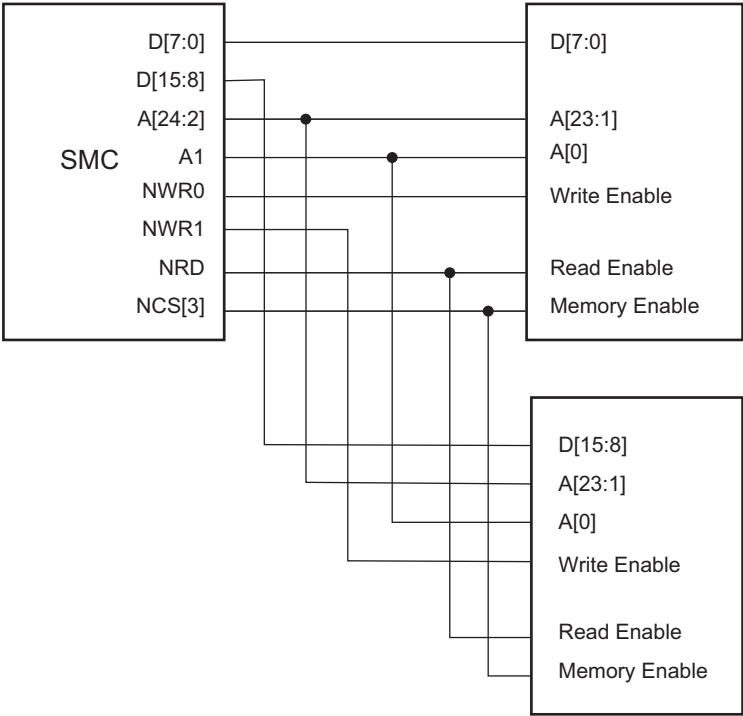 D[7:0]
D[15:8]
A[24:2]
SMC
A1
NWR0
NWR1
NRD
NCS[3]
D[7:0]
A[23:1]
A[0]
Write Enable
Read Enable
Memory Enable
D[15:8]
A[23:1]
A[0]
Write Enable
Read Enable
Memory Enable